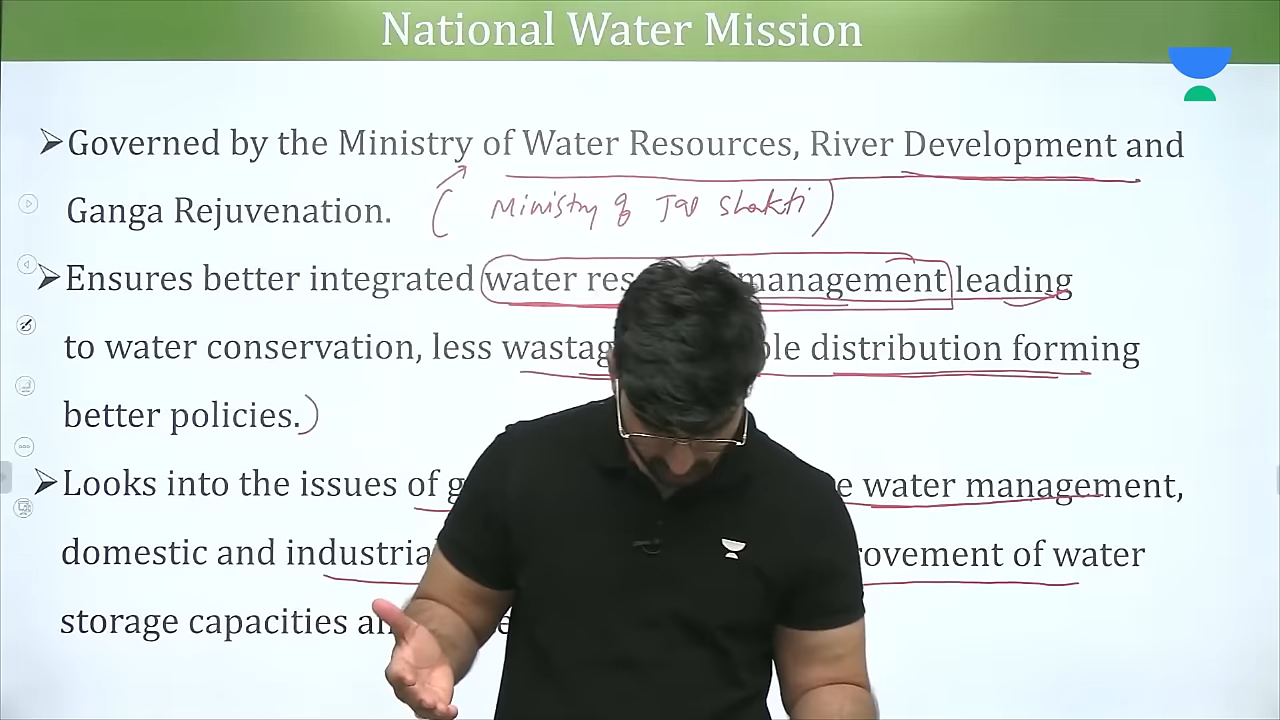 National Water Mission
➢Governed by the Ministry of Water Resources, River Development and
Ganga Rejuvenation. ( Ministry of Jal Shakti )
➢Ensures better integrated water res management leading
to water conservation, less wastag ble distribution forming
better policies.)
➢Looks into the issues of g e water management,
domestic and industria rovement of water
storage capacities an